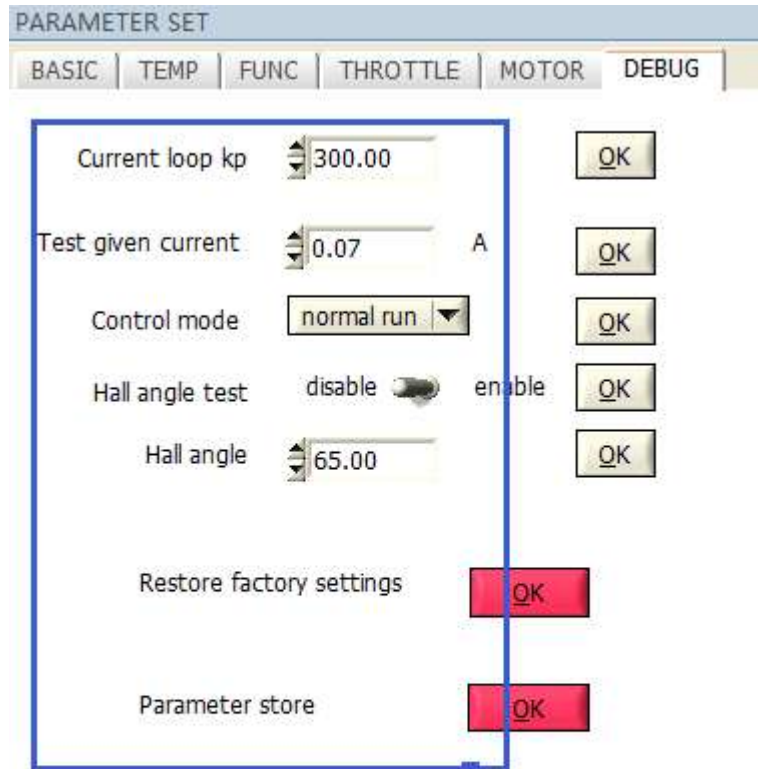 PARAMETER SET
BASIC TEMP FUNC THROTTLE MOTOR DEBUG
Current loop kp 300.00 OK
Test given current 0.07 A OK
Control mode normal run OK
Hall angle test disable enable OK
Hall angle 65.00 OK
Restore factory settings OK
Parameter store OK